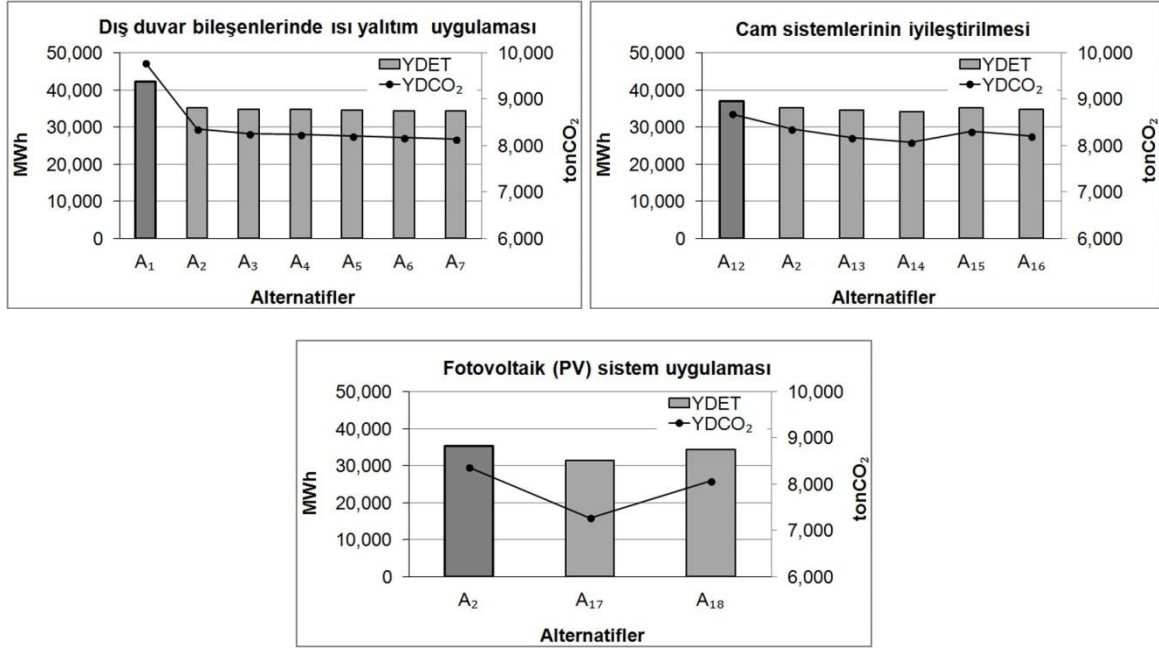 Dış duvar bileşenlerinde ısı yalıtım uygulaması
50,000
40,000
30,000
20,000
10,000
0
MWh
YDET
YDCO₂
10,000
9,000
8,000
7,000
6,000
tonCO₂
A₁ A₂ A₃ A₄ A₅ A₆ A₇
Alternatifler
Cam sistemlerinin iyileştirilmesi
50,000
40,000
30,000
20,000
10,000
0
MWh
YDET
YDCO₂
10,000
9,000
8,000
7,000
6,000
tonCO₂
A₁₂ A₂ A₁₃ A₁₄ A₁₅ A₁₆
Alternatifler
Fotovoltaik (PV) sistem uygulaması
50,000
40,000
30,000
20,000
10,000
0
MWh
YDET
YDCO₂
10,000
9,000
8,000
7,000
6,000
tonCO₂
A₂ A₁₇ A₁₈
Alternatifler